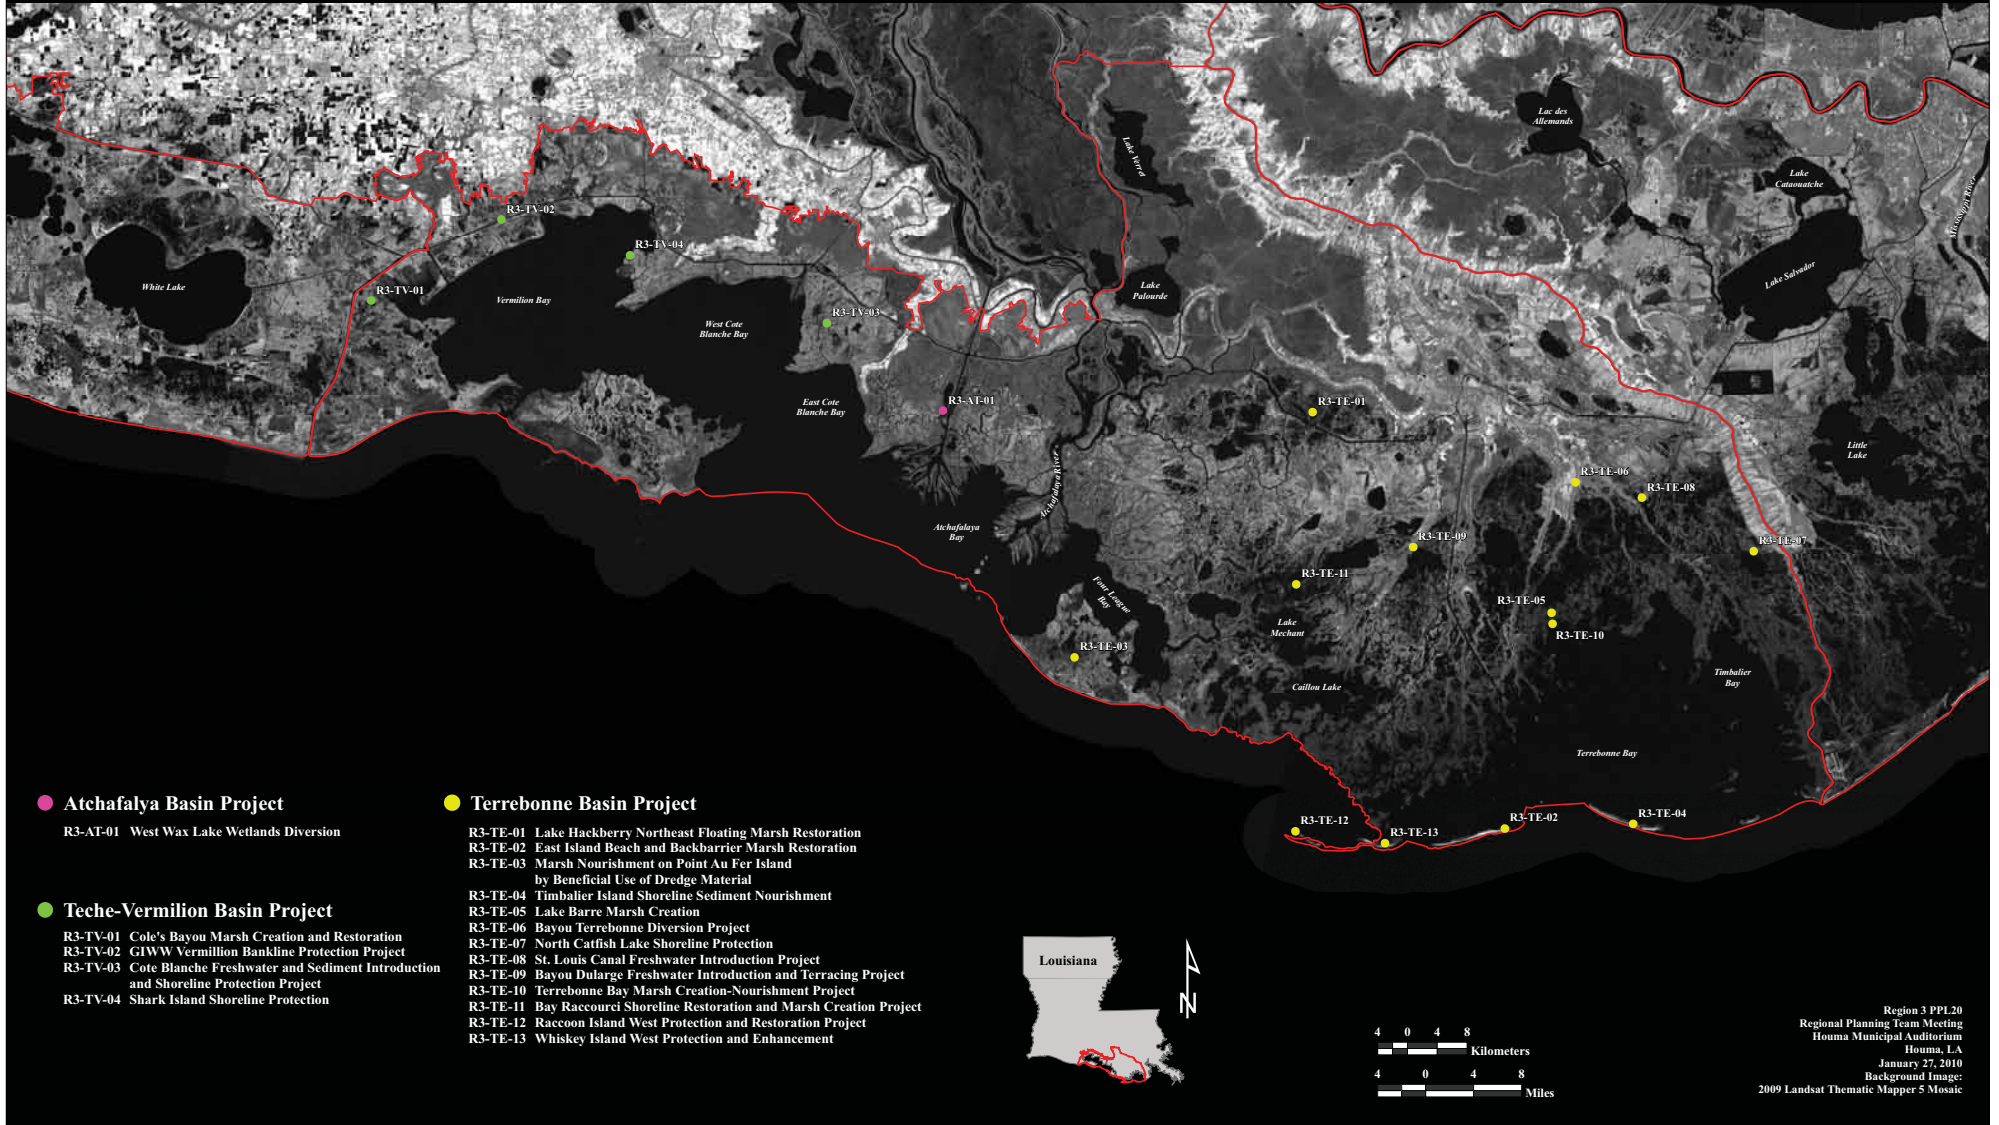 Lac des
Allemands
Lake Verret
Lake
Cataouatche
Mississippi River
R3-TV-02
R3-TV-04
Lake Salvador
White Lake
R3-TV-01
Vermilion Bay
Lake
Palourde
R3-TV-03
West Cote
Blanche Bay
East Cote
Blanche Bay
R3-AT-01
R3-TE-01
Little
Lake
Atchafalaya River
R3-TE-06
R3-TE-08
Atchafalaya
Bay
R3-TE-09
R3-TE-07
R3-TE-11
Four League
Bay
R3-TE-05
Lake
Mechant
R3-TE-10
R3-TE-03
Timbalier
Bay
Caillou Lake
Terrebonne Bay
R3-TE-12
R3-TE-13
R3-TE-02
R3-TE-04
Atchafalya Basin Project
R3-AT-01 West Wax Lake Wetlands Diversion
Teche-Vermilion Basin Project
R3-TV-01 Cole's Bayou Marsh Creation and Restoration
R3-TV-02 GIWW Vermillion Bankline Protection Project
R3-TV-03 Cote Blanche Freshwater and Sediment Introduction
and Shoreline Protection Project
R3-TV-04 Shark Island Shoreline Protection
Terrebonne Basin Project
R3-TE-01 Lake Hackberry Northeast Floating Marsh Restoration
R3-TE-02 East Island Beach and Backbarrier Marsh Restoration
R3-TE-03 Marsh Nourishment on Point Au Fer Island
by Beneficial Use of Dredge Material
R3-TE-04 Timbalier Island Shoreline Sediment Nourishment
R3-TE-05 Lake Barre Marsh Creation
R3-TE-06 Bayou Terrebonne Diversion Project
R3-TE-07 North Catfish Lake Shoreline Protection
R3-TE-08 St. Louis Canal Freshwater Introduction Project
R3-TE-09 Bayou Dularge Freshwater Introduction and Terracing Project
R3-TE-10 Terrebonne Bay Marsh Creation-Nourishment Project
R3-TE-11 Bay Raccourci Shoreline Restoration and Marsh Creation Project
R3-TE-12 Raccoon Island West Protection and Restoration Project
R3-TE-13 Whiskey Island West Protection and Enhancement
Louisiana
N
4 0 4 8
Kilometers
4 0 4 8
Miles
Region 3 PPL20
Regional Planning Team Meeting
Houma Municipal Auditorium
Houma, LA
January 27, 2010
Background Image:
2009 Landsat Thematic Mapper 5 Mosaic